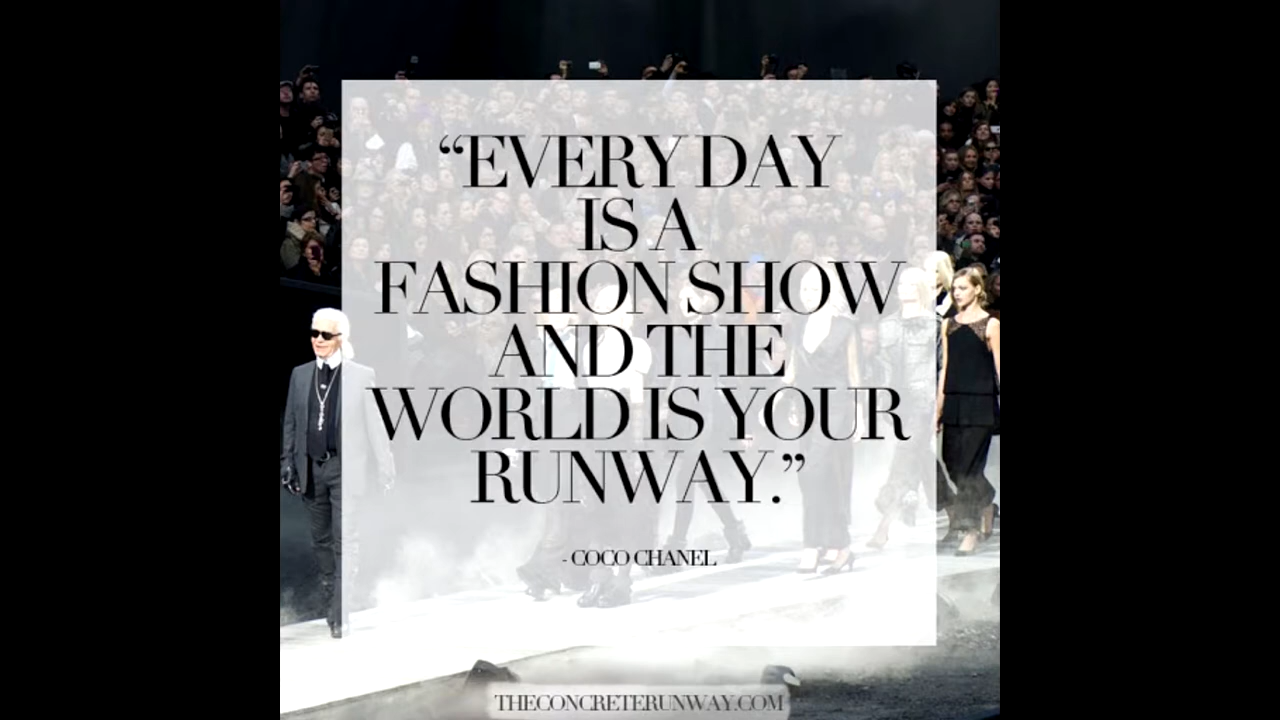 “EVERY DAY
IS A
FASHION SHOW
AND THE
WORLD IS YOUR
RUNWAY.”
- COCO CHANEL
THECONCRETERUNWAY.COM